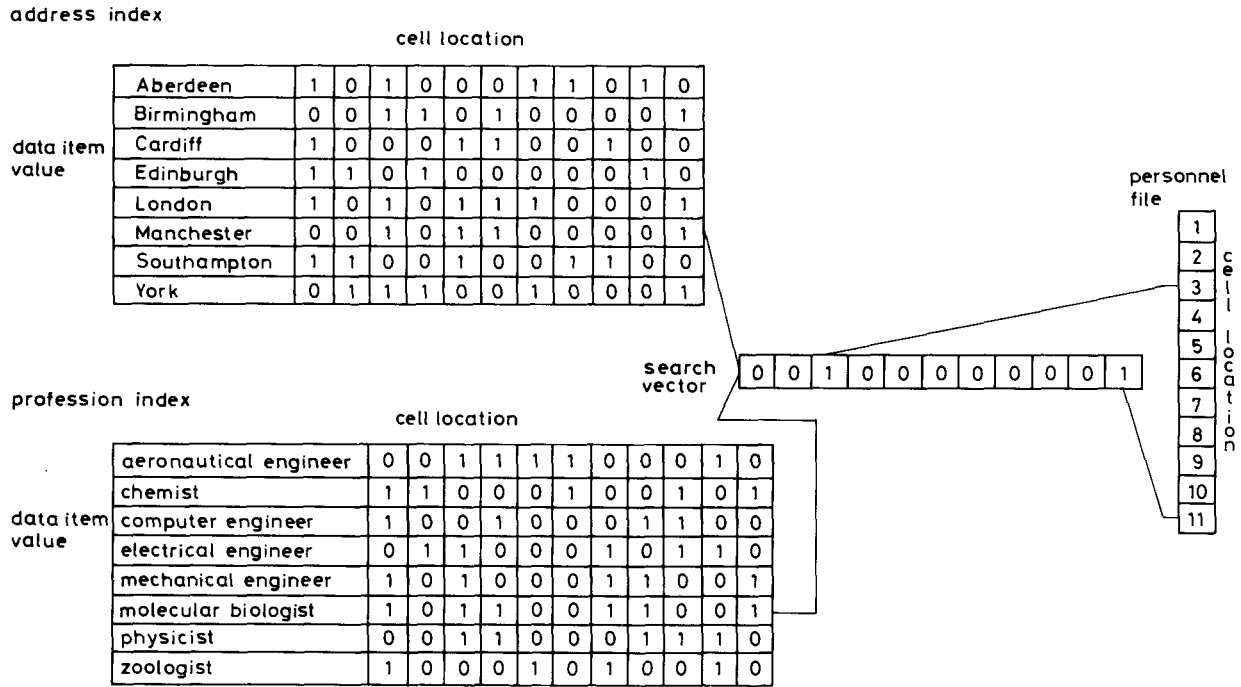 address index
cell location
Aberdeen 1 0 1 0 0 0 1 1 0 1 0
Birmingham 0 0 1 1 0 1 0 0 0 0 1
data item value
Cardiff 1 0 0 0 1 1 0 0 1 0 0
Edinburgh 1 1 0 1 0 0 0 0 0 1 0
London 1 0 1 0 1 1 1 0 0 0 1
Manchester 0 0 1 0 1 1 0 0 0 0 1
Southampton 1 1 0 0 1 0 0 1 1 0 0
York 0 1 1 1 0 0 1 0 0 0 1
personnel
file
1
2
3
4
5
6
7
8
9
10
11
cell location
search
vector
0 0 1 0 0 0 0 0 0 0 1
profession index
cell location
aeronautical engineer 0 0 1 1 1 1 0 0 0 1 0
chemist 1 1 0 0 0 1 0 0 1 0 1
data item
value
computer engineer 1 0 0 1 0 0 0 1 1 0 0
electrical engineer 0 1 1 0 0 0 1 0 1 1 0
mechanical engineer 1 0 1 0 0 0 1 1 0 0 1
molecular biologist 1 0 1 1 0 0 1 1 0 0 1
physicist 0 0 1 1 0 0 0 1 1 1 0
zoologist 1 0 0 0 1 0 1 0 0 1 0